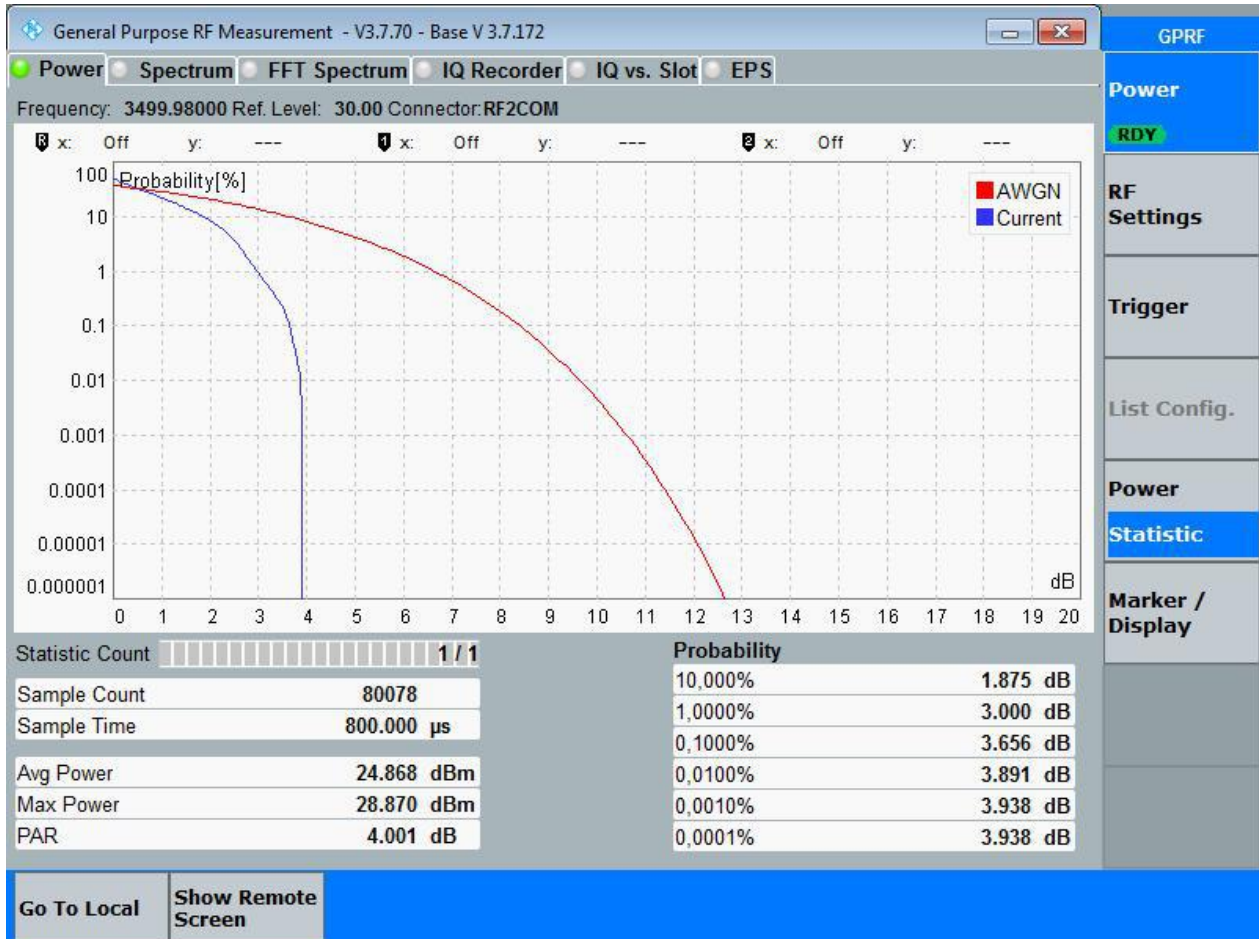 General Purpose RF Measurement - V3.7.70 - Base V 3.7.172
GPRF
Power Spectrum FFT Spectrum IQ Recorder IQ vs. Slot EPS
Frequency: 3499.98000 Ref. Level: 30.00 Connector: RF2COM
R x: Off y: --- 1 x: Off y: --- 2 x: Off y: ---
Probability[%]
AWGN
Current
100
10
1
0.1
0.01
0.001
0.0001
0.00001
0.000001
dB
0 1 2 3 4 5 6 7 8 9 10 11 12 13 14 15 16 17 18 19 20
Statistic Count 1 / 1
Sample Count 80078
Sample Time 800.000 µs
Avg Power 24.868 dBm
Max Power 28.870 dBm
PAR 4.001 dB
Probability
10,000% 1.875 dB
1,0000% 3.000 dB
0,1000% 3.656 dB
0,0100% 3.891 dB
0,0010% 3.938 dB
0,0001% 3.938 dB
Power
RDY
RF
Settings
Trigger
List Config.
Power
Statistic
Marker /
Display
Go To Local
Show Remote
Screen